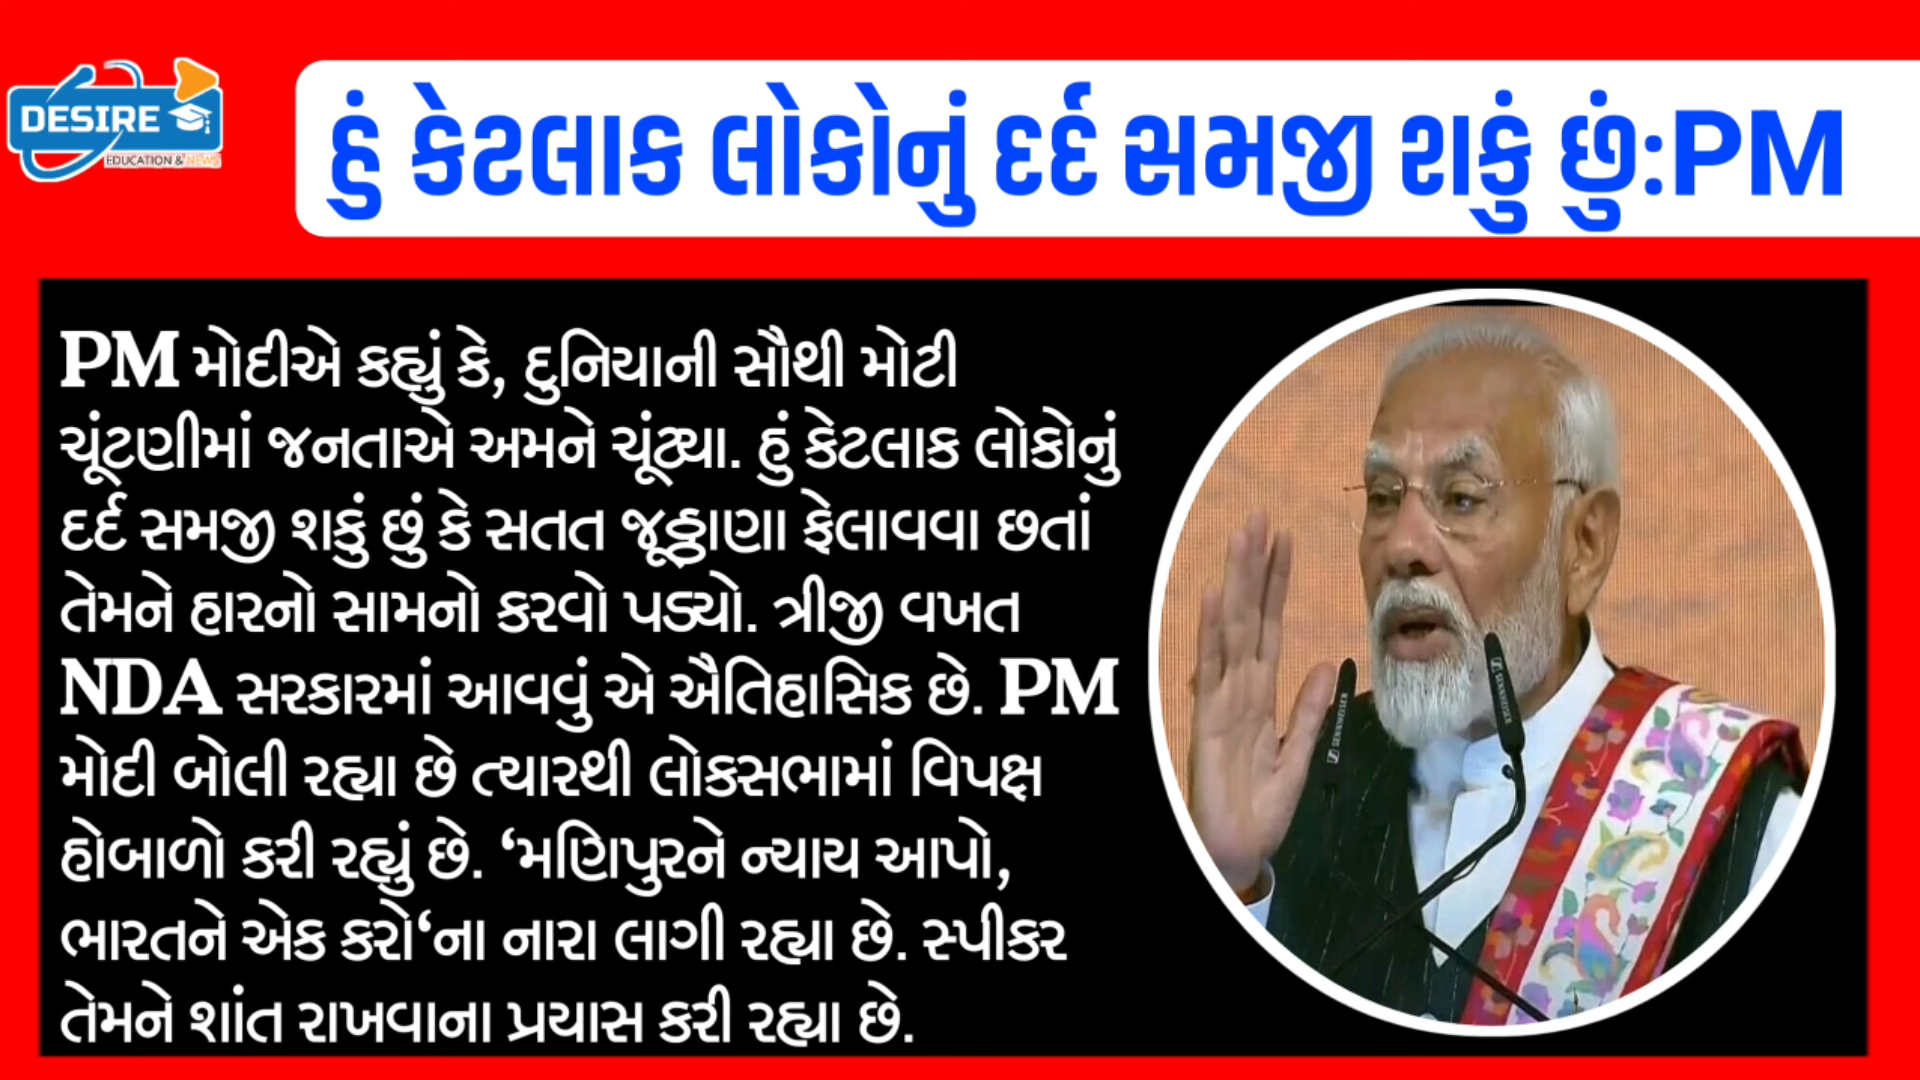 DESIRE
EDUCATION & NEWS
હું કેટલાક લોકોનું દર્દ સમજી શકું છું:PM
PM મોદીએ કહ્યું કે, દુનિયાની સૌથી મોટી
ચૂંટણીમાં જનતાએ અમને ચૂંટ્યા. હું કેટલાક લોકોનું
દર્દ સમજી શકું છું કે સતત જૂઠ્ઠાણા ફેલાવવા છતાં
તેમને હારનો સામનો કરવો પડ્યો. ત્રીજી વખત
NDA સરકારમાં આવવું એ ઐતિહાસિક છે. PM
મોદી બોલી રહ્યા છે ત્યારથી લોકસભામાં વિપક્ષ
હોબાળો કરી રહ્યું છે. ‘મણિપુરને ન્યાય આપો,
ભારતને એક કરો‘ના નારા લાગી રહ્યા છે. સ્પીકર
તેમને શાંત રાખવાના પ્રયાસ કરી રહ્યા છે.
SENNHEISER
SENNHEISER